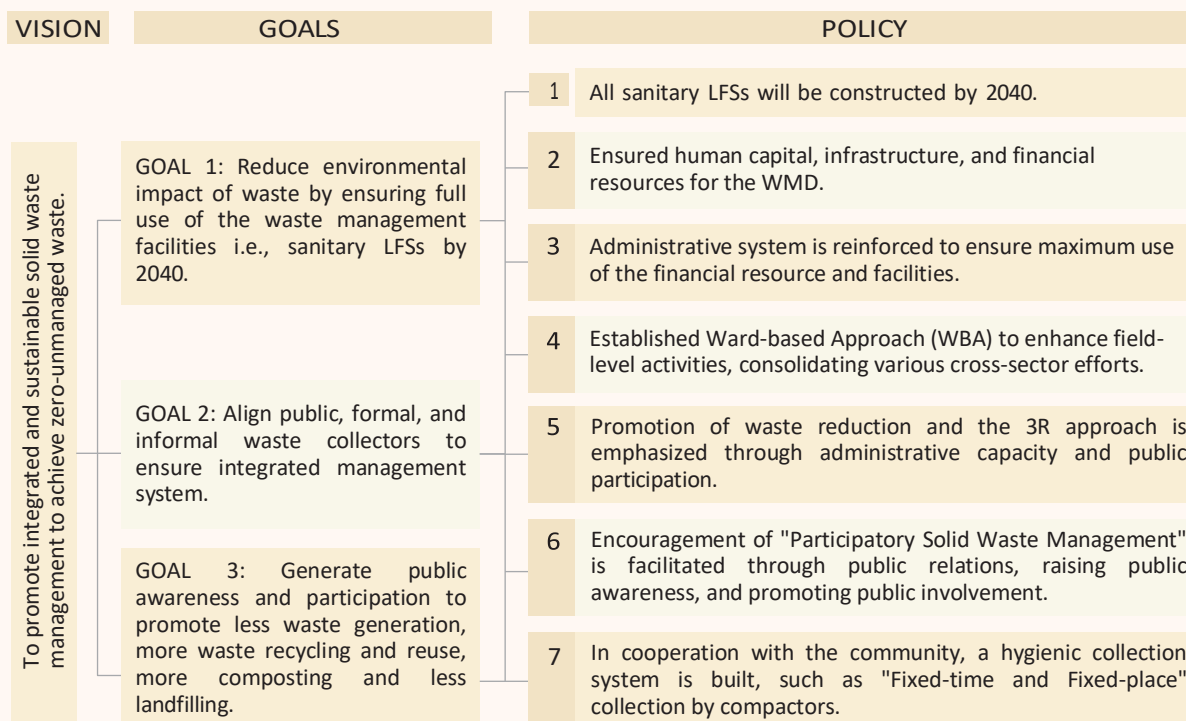 VISION
GOALS
POLICY
To promote integrated and sustainable solid waste
management to achieve zero-unmanaged waste.
GOAL 1: Reduce environmental
impact of waste by ensuring full
use of the waste management
facilities i.e., sanitary LFSs by
2040.
GOAL 2: Align public, formal, and
informal waste collectors to
ensure integrated management
system.
GOAL 3: Generate public
awareness and participation to
promote less waste generation,
more waste recycling and reuse,
more composting and less
landfilling.
1 All sanitary LFSs will be constructed by 2040.
2 Ensured human capital, infrastructure, and financial
resources for the WMD.
3 Administrative system is reinforced to ensure maximum use
of the financial resource and facilities.
4 Established Ward-based Approach (WBA) to enhance field-
level activities, consolidating various cross-sector efforts.
5 Promotion of waste reduction and the 3R approach is
emphasized through administrative capacity and public
participation.
6 Encouragement of "Participatory Solid Waste Management"
is facilitated through public relations, raising public
awareness, and promoting public involvement.
7 In cooperation with the community, a hygienic collection
system is built, such as "Fixed-time and Fixed-place"
collection by compactors.